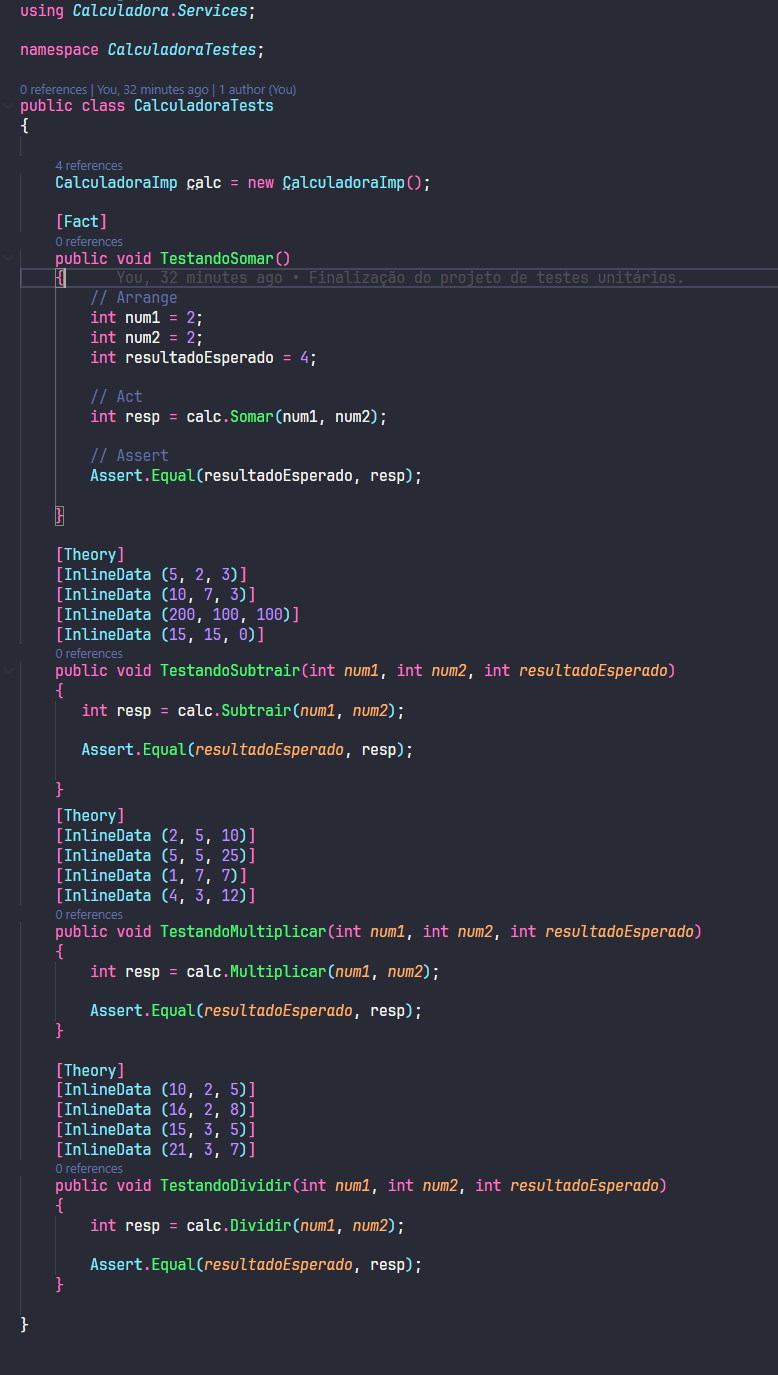 using Calculadora.Services;
namespace CalculadoraTestes;
0 references | You, 32 minutes ago | 1 author (You)
public class CalculadoraTests
{
4 references
CalculadoraImp calc = new CalculadoraImp();
[Fact]
0 references
public void TestandoSomar()
{ You, 32 minutes ago • Finalização do projeto de testes unitários.
// Arrange
int num1 = 2;
int num2 = 2;
int resultadoEsperado = 4;
// Act
int resp = calc.Somar(num1, num2);
// Assert
Assert.Equal(resultadoEsperado, resp);
}
[Theory]
[InlineData (5, 2, 3)]
[InlineData (10, 7, 3)]
[InlineData (200, 100, 100)]
[InlineData (15, 15, 0)]
0 references
public void TestandoSubtrair(int num1, int num2, int resultadoEsperado)
{
int resp = calc.Subtrair(num1, num2);
Assert.Equal(resultadoEsperado, resp);
}
[Theory]
[InlineData (2, 5, 10)]
[InlineData (5, 5, 25)]
[InlineData (1, 7, 7)]
[InlineData (4, 3, 12)]
0 references
public void TestandoMultiplicar(int num1, int num2, int resultadoEsperado)
{
int resp = calc.Multiplicar(num1, num2);
Assert.Equal(resultadoEsperado, resp);
}
[Theory]
[InlineData (10, 2, 5)]
[InlineData (16, 2, 8)]
[InlineData (15, 3, 5)]
[InlineData (21, 3, 7)]
0 references
public void TestandoDividir(int num1, int num2, int resultadoEsperado)
{
int resp = calc.Dividir(num1, num2);
Assert.Equal(resultadoEsperado, resp);
}
}